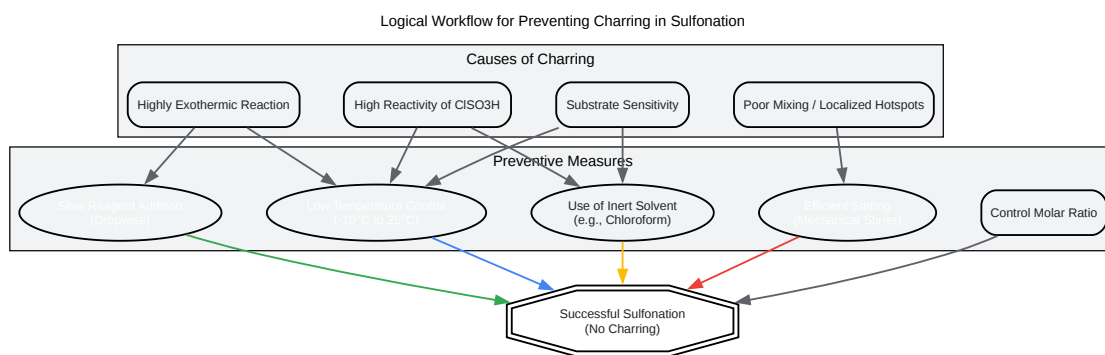 Logical Workflow for Preventing Charring in Sulfonation
Causes of Charring
Highly Exothermic Reaction
High Reactivity of ClSO3H
Substrate Sensitivity
Poor Mixing / Localized Hotspots
Preventive Measures
Slow Reagent Addition
(Dropwise)
Low Temperature Control
(-10°C to 25°C)
Use of Inert Solvent
(e.g., Chloroform)
Efficient Stirring
(Mechanical Stirrer)
Control Molar Ratio
Successful Sulfonation
(No Charring)